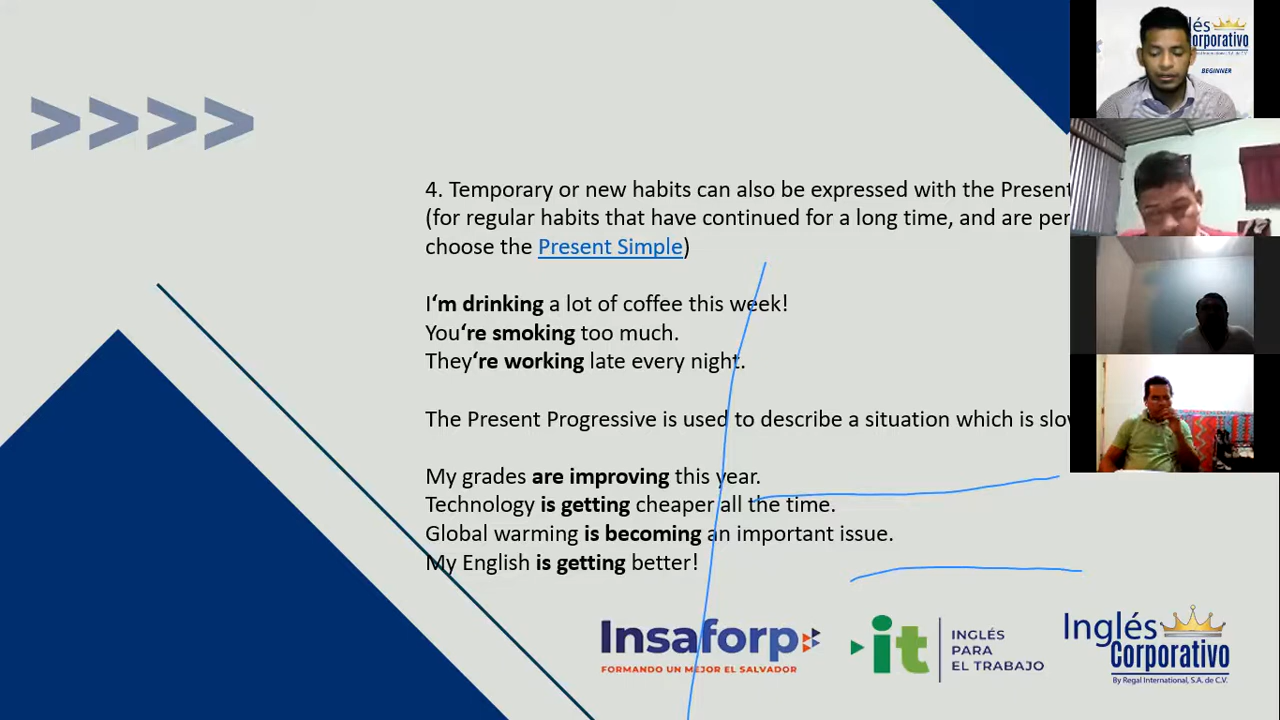 >>>>
4. Temporary or new habits can also be expressed with the Present
(for regular habits that have continued for a long time, and are
choose the Present Simple)
I‘m drinking a lot of coffee this week!
You‘re smoking too much.
They‘re working late every night.
The Present Progressive is used to describe a situation which is
My grades are improving this year.
Technology is getting cheaper all the time.
Global warming is becoming an important issue.
My English is getting better!
Insaforp
FORMANDO UN MEJOR EL SALVADOR
it
INGLÉS
PARA
EL TRABAJO
Inglés
Corporativo
By Regal International, S.A. de C.V.
BEGINNER